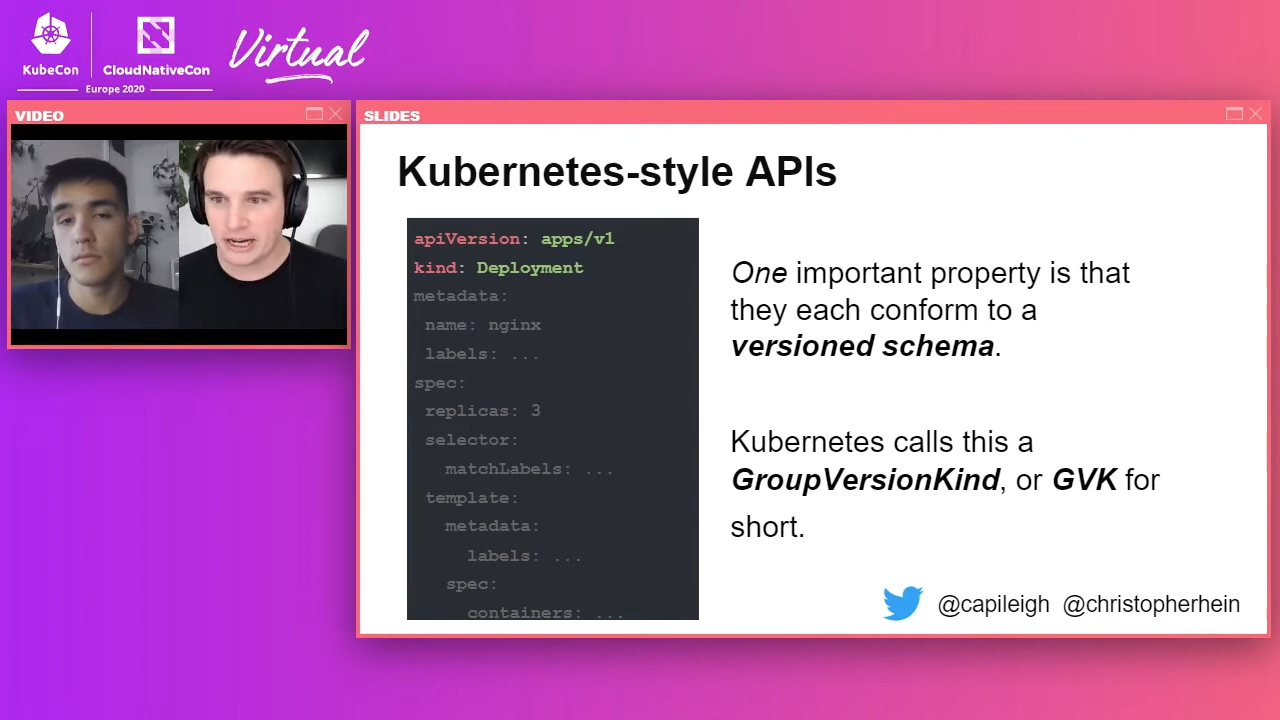 KubeCon
CloudNativeCon
Europe 2020
Virtual
VIDEO
SLIDES
Kubernetes-style APIs
apiVersion: apps/v1
kind: Deployment
metadata:
name: nginx
labels: ...
spec:
replicas: 3
selector:
matchLabels: ...
template:
metadata:
labels: ...
spec:
containers: ...
One important property is that
they each conform to a
versioned schema.
Kubernetes calls this a
GroupVersionKind, or GVK for
short.
@capileigh @christopherhein